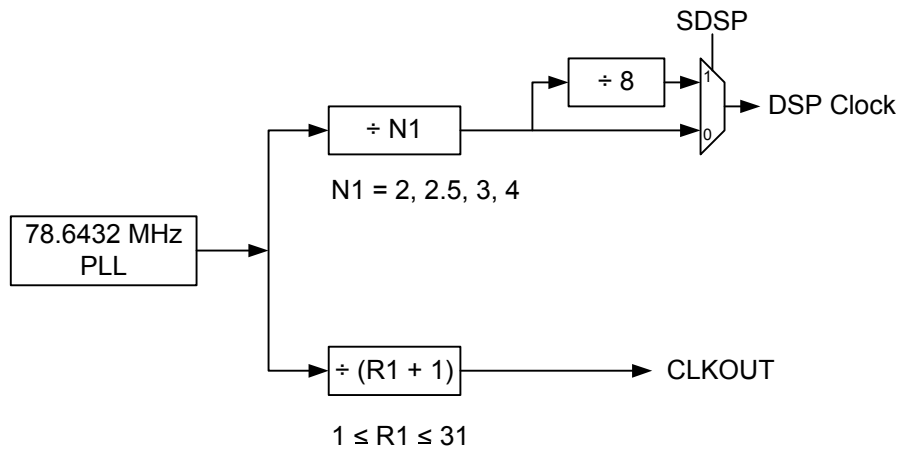 SDSP
÷ 8
1
DSP Clock
÷ N1
0
N1 = 2, 2.5, 3, 4
78.6432 MHz
PLL
÷ (R1 + 1)
CLKOUT
1 ≤ R1 ≤ 31